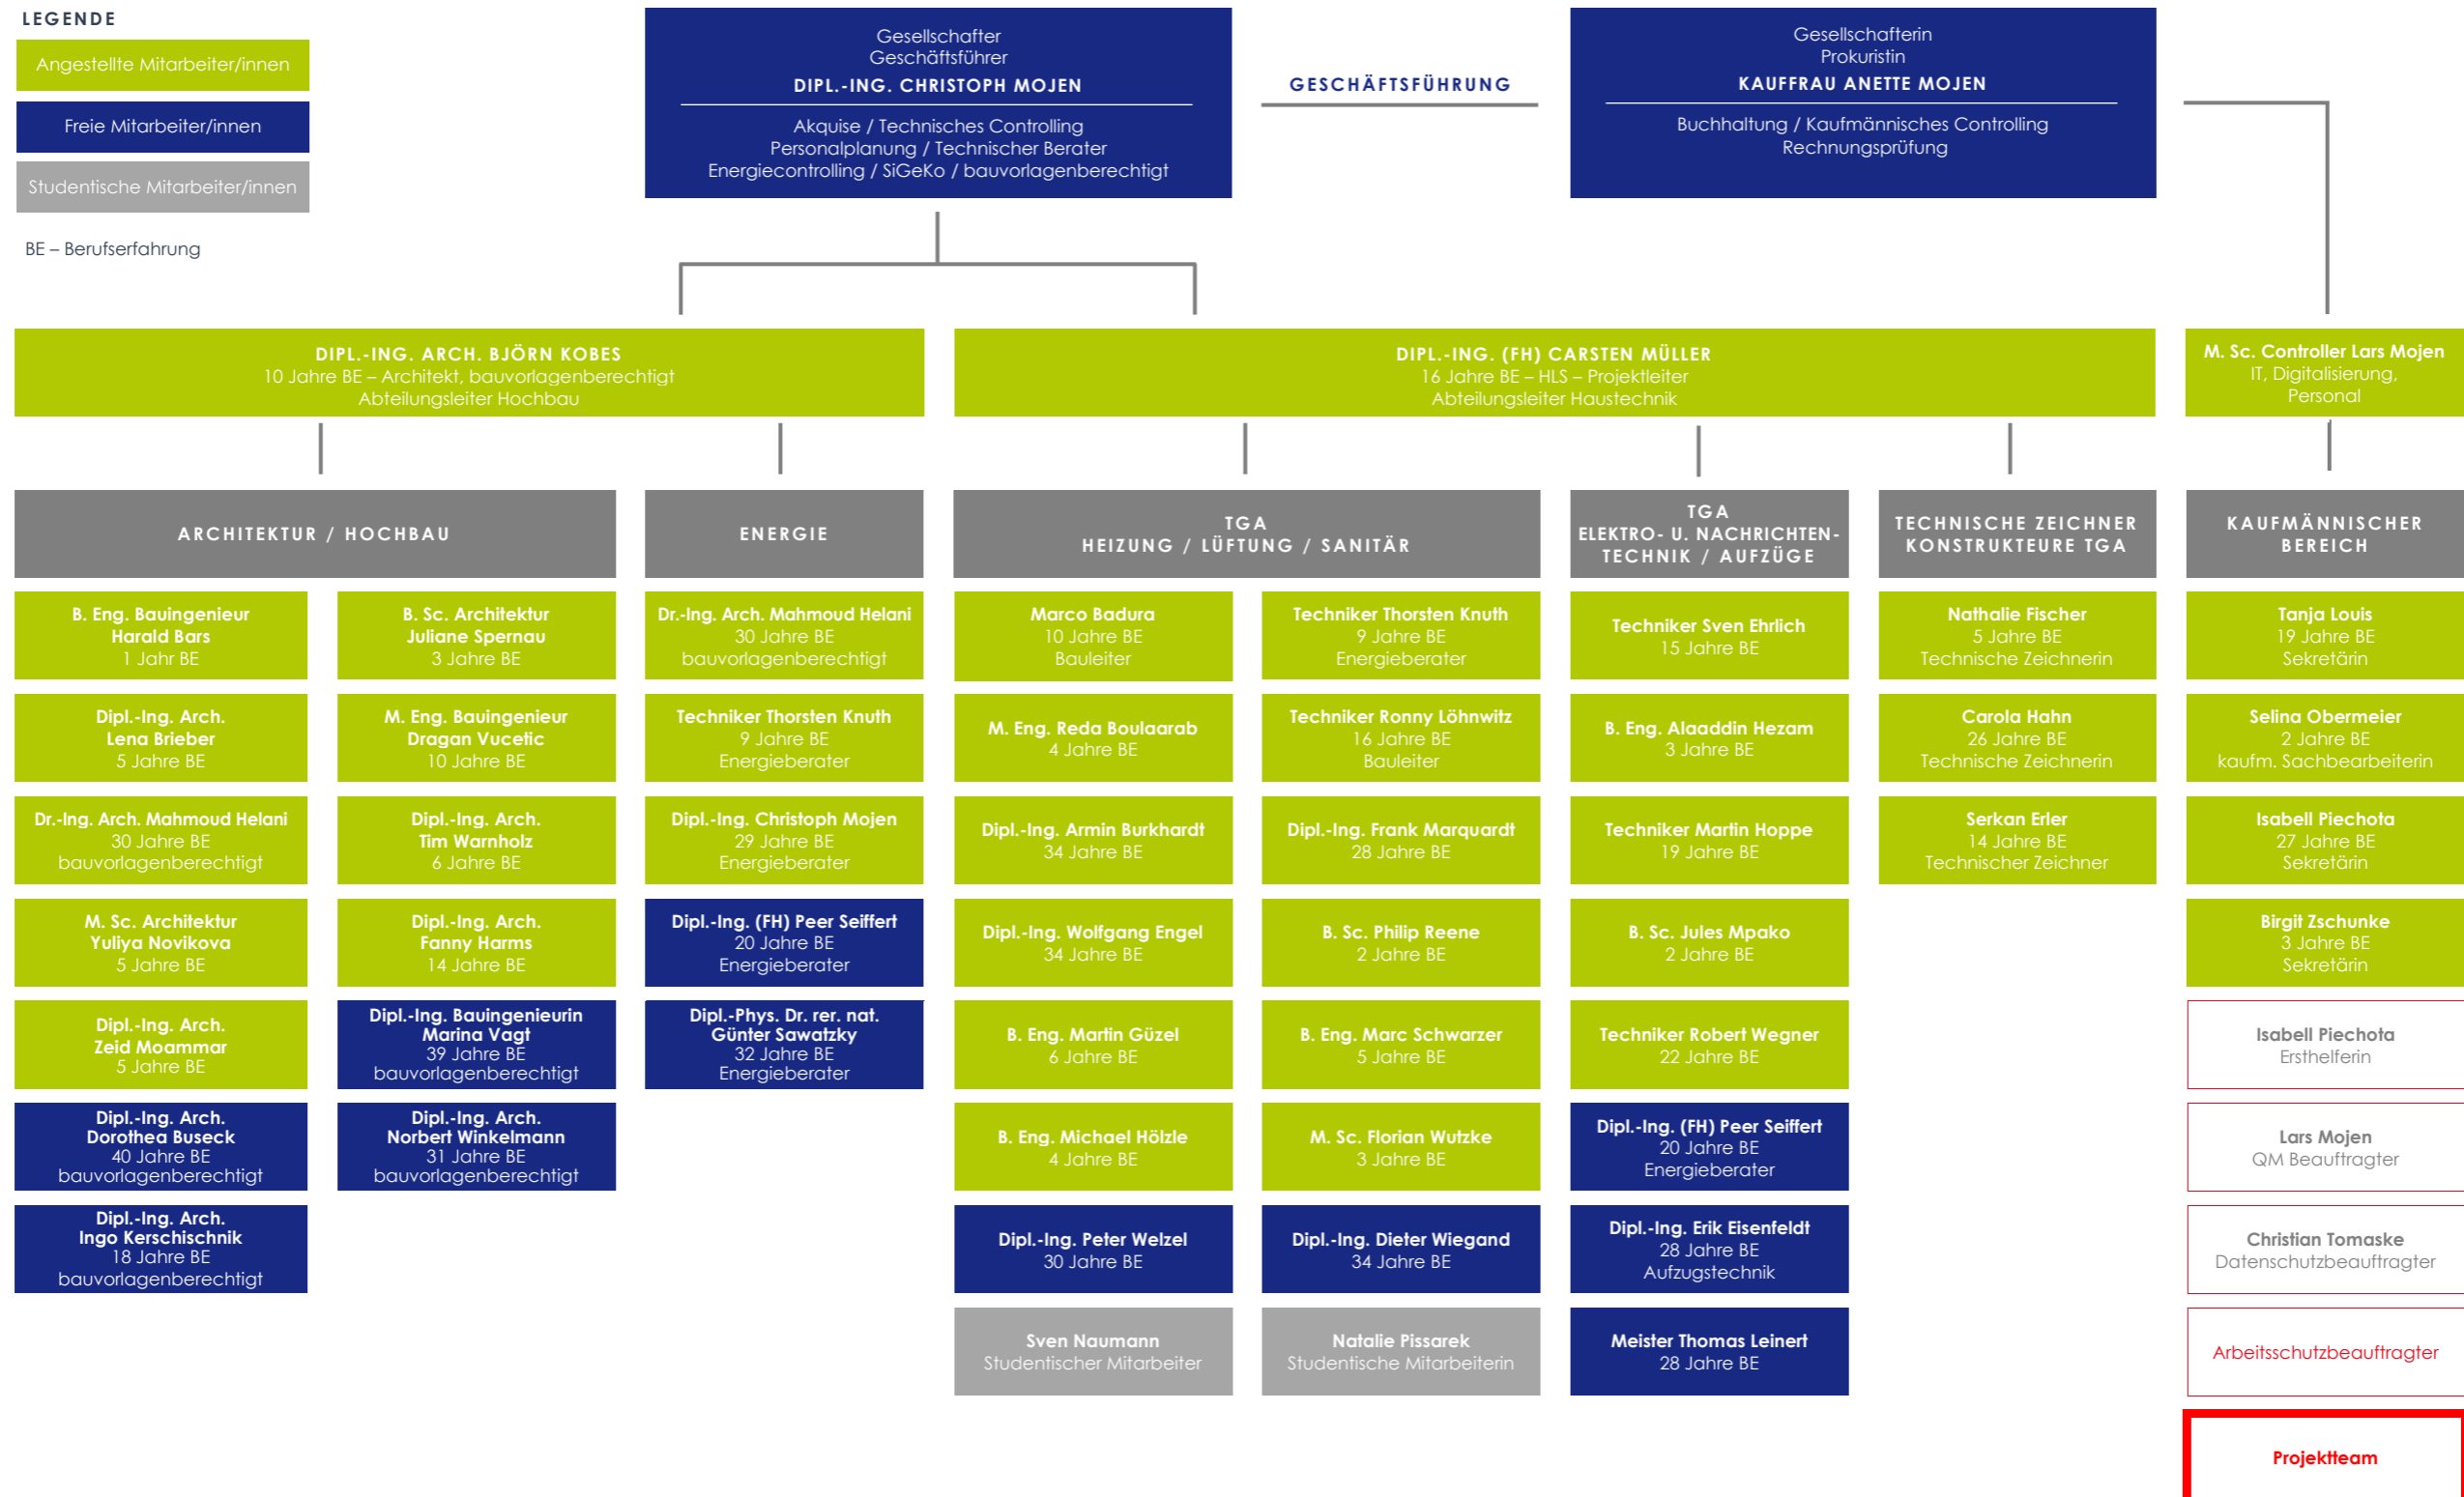 LEGENDE
Angestellte Mitarbeiter/innen
Freie Mitarbeiter/innen
Studentische Mitarbeiter/innen
BE – Berufserfahrung
Gesellschafter
Geschäftsführer
DIPL.-ING. CHRISTOPH MOJEN
Akquise / Technisches Controlling
Personalplanung / Technischer Berater
Energiecontrolling / SiGeKo / bauvorlagenberechtigt
GESCHÄFTSFÜHRUNG
Gesellschafterin
Prokuristin
KAUFFRAU ANETTE MOJEN
Buchhaltung / Kaufmännisches Controlling
Rechnungsprüfung
DIPL.-ING. ARCH. BJÖRN KOBES
10 Jahre BE – Architekt, bauvorlagenberechtigt
Abteilungsleiter Hochbau
DIPL.-ING. (FH) CARSTEN MÜLLER
16 Jahre BE – HLS – Projektleiter
Abteilungsleiter Haustechnik
M. Sc. Controller Lars Mojen
IT, Digitalisierung,
Personal
ARCHITEKTUR / HOCHBAU
B. Eng. Bauingenieur
Harald Bars
1 Jahr BE
Dipl.-Ing. Arch.
Lena Brieber
5 Jahre BE
Dr.-Ing. Arch. Mahmoud Helani
30 Jahre BE
bauvorlagenberechtigt
M. Sc. Architektur
Yuliya Novikova
5 Jahre BE
Dipl.-Ing. Arch.
Zeid Moammar
5 Jahre BE
Dipl.-Ing. Arch.
Dorothea Buseck
40 Jahre BE
bauvorlagenberechtigt
Dipl.-Ing. Arch.
Ingo Kerschischnik
18 Jahre BE
bauvorlagenberechtigt
B. Sc. Architektur
Juliane Spernau
3 Jahre BE
M. Eng. Bauingenieur
Dragan Vucetic
10 Jahre BE
Dipl.-Ing. Arch.
Tim Warnholz
6 Jahre BE
Dipl.-Ing. Arch.
Fanny Harms
14 Jahre BE
Dipl.-Ing. Bauingenieurin
Marina Vagt
39 Jahre BE
bauvorlagenberechtigt
Dipl.-Ing. Arch.
Norbert Winkelmann
31 Jahre BE
bauvorlagenberechtigt
ENERGIE
Dr.-Ing. Arch. Mahmoud Helani
30 Jahre BE
bauvorlagenberechtigt
Techniker Thorsten Knuth
9 Jahre BE
Energieberater
Dipl.-Ing. Christoph Mojen
29 Jahre BE
Energieberater
Dipl.-Ing. (FH) Peer Seiffert
20 Jahre BE
Energieberater
Dipl.-Phys. Dr. rer. nat.
Günter Sawatzky
32 Jahre BE
Energieberater
TGA
HEIZUNG / LÜFTUNG / SANITÄR
Marco Badura
10 Jahre BE
Bauleiter
M. Eng. Reda Boulaarab
4 Jahre BE
Dipl.-Ing. Armin Burkhardt
34 Jahre BE
Dipl.-Ing. Wolfgang Engel
34 Jahre BE
B. Eng. Martin Güzel
6 Jahre BE
B. Eng. Michael Hölzle
4 Jahre BE
Dipl.-Ing. Peter Welzel
30 Jahre BE
Sven Naumann
Studentischer Mitarbeiter
Techniker Thorsten Knuth
9 Jahre BE
Energieberater
Techniker Ronny Löhnwitz
16 Jahre BE
Bauleiter
Dipl.-Ing. Frank Marquardt
28 Jahre BE
B. Sc. Philip Reene
2 Jahre BE
B. Eng. Marc Schwarzer
5 Jahre BE
M. Sc. Florian Wutzke
3 Jahre BE
Dipl.-Ing. Dieter Wiegand
34 Jahre BE
Natalie Pissarek
Studentische Mitarbeiterin
TGA
ELEKTRO- U. NACHRICHTEN-
TECHNIK / AUFZÜGE
Techniker Sven Ehrlich
15 Jahre BE
B. Eng. Alaaddin Hezam
3 Jahre BE
Techniker Martin Hoppe
19 Jahre BE
B. Sc. Jules Mpako
2 Jahre BE
Techniker Robert Wegner
22 Jahre BE
Dipl.-Ing. (FH) Peer Seiffert
20 Jahre BE
Energieberater
Dipl.-Ing. Erik Eisenfeldt
28 Jahre BE
Aufzugstechnik
Meister Thomas Leinert
28 Jahre BE
TECHNISCHE ZEICHNER
KONSTRUKTEURE TGA
Nathalie Fischer
5 Jahre BE
Technische Zeichnerin
Carola Hahn
26 Jahre BE
Technische Zeichnerin
Serkan Erler
14 Jahre BE
Technischer Zeichner
KAUFMÄNNISCHER
BEREICH
Tanja Louis
19 Jahre BE
Sekretärin
Selina Obermeier
2 Jahre BE
kaufm. Sachbearbeiterin
Isabell Piechota
27 Jahre BE
Sekretärin
Birgit Zschunke
3 Jahre BE
Sekretärin
Isabell Piechota
Ersthelferin
Lars Mojen
QM Beauftragter
Christian Tomaske
Datenschutzbeauftragter
Arbeitsschutzbeauftragter
Projektteam